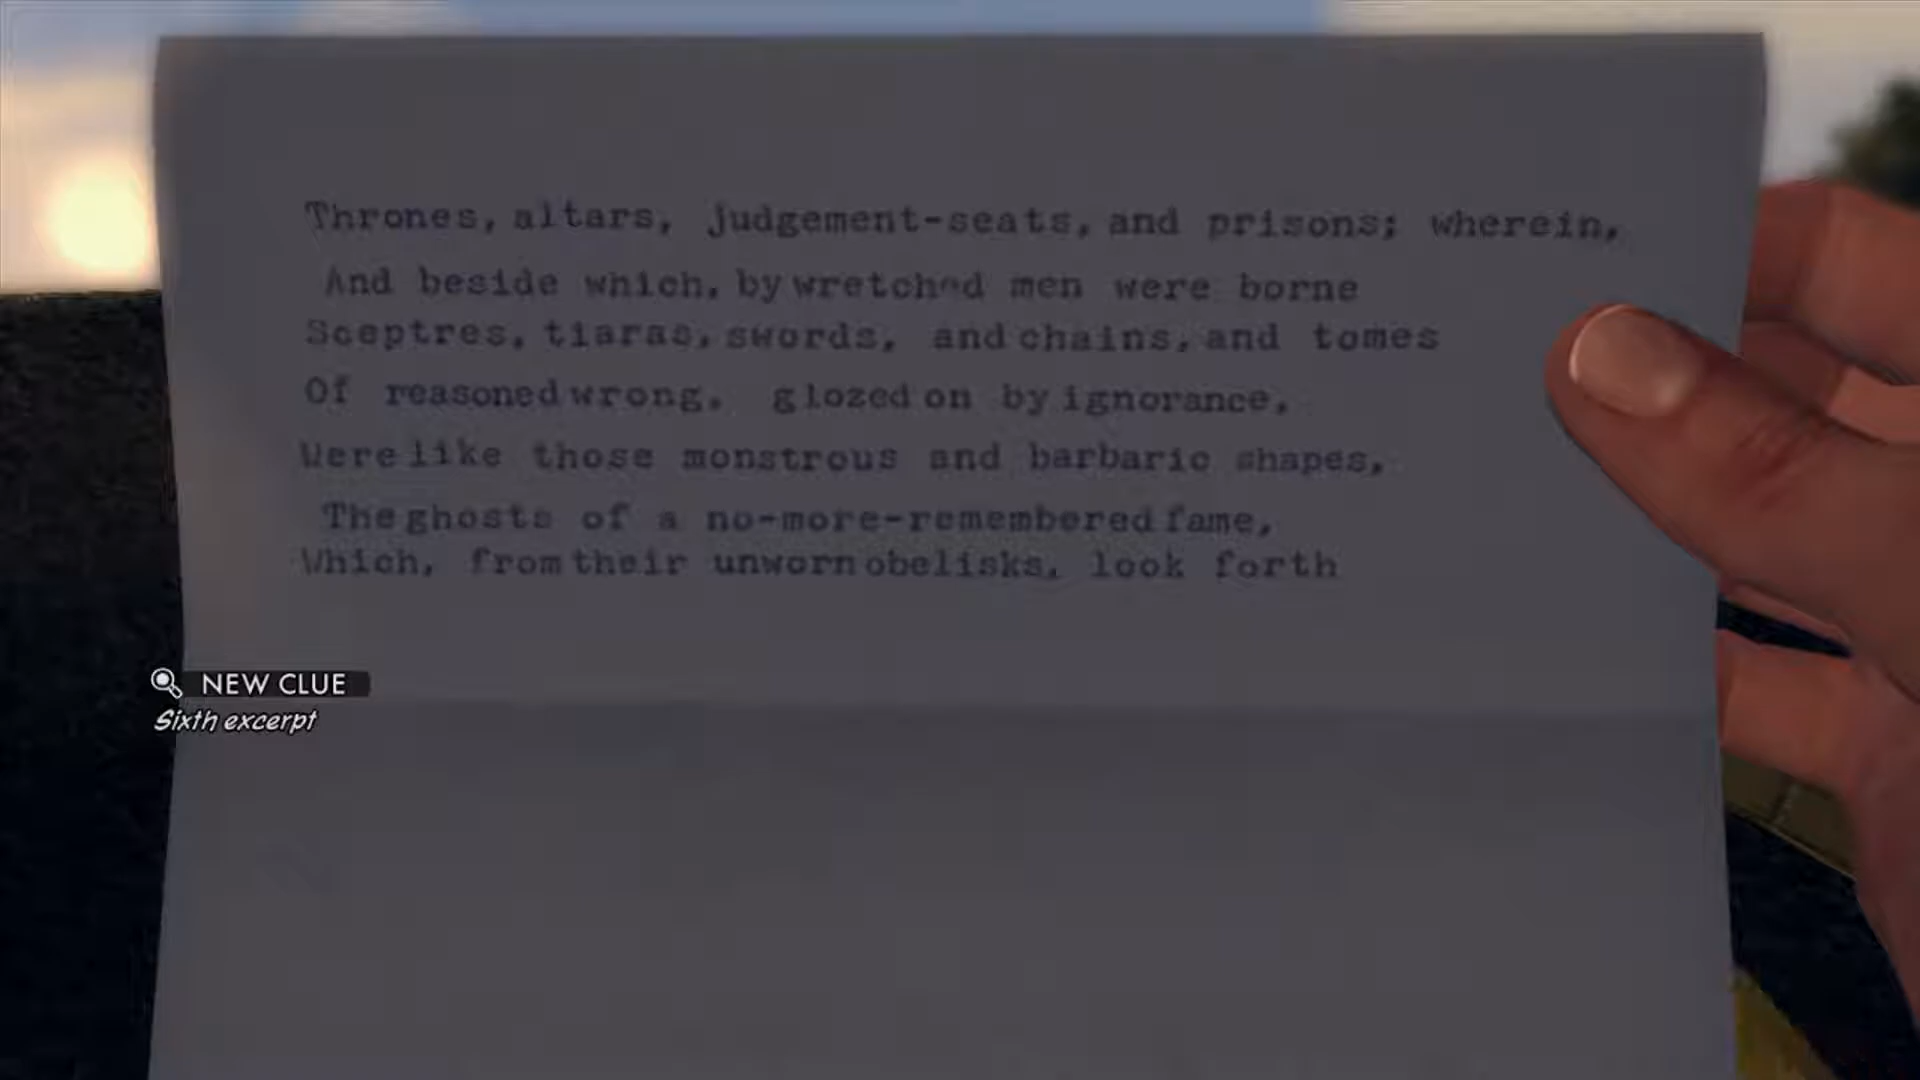 Thrones, altars, judgement-seats, and prisons; wherein,
And beside which, by wretched men were borne
Sceptres, tiaras, swords, and chains, and tomes
Of reasoned wrong, glozed on by ignorance,
Were like those monstrous and barbaric shapes,
The ghosts of a no-more-remembered fame,
Which, from their unworn obelisks, look forth
NEW CLUE
Sixth excerpt